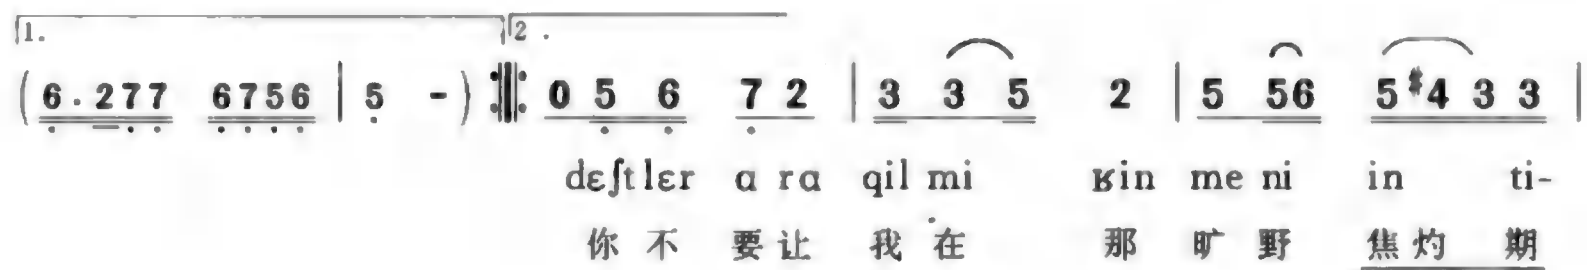 1. 2.
( 6·277 6756 | 5 - ) :‖: 0 5 6 7 2 | 3 3 5 2 | 5 56 5 #4 3 3 |
dɛʃtlɛr ɑ rɑ qil mi ʁin me ni in ti-
你 不 要 让 我 在 那 旷 野 焦 灼 期